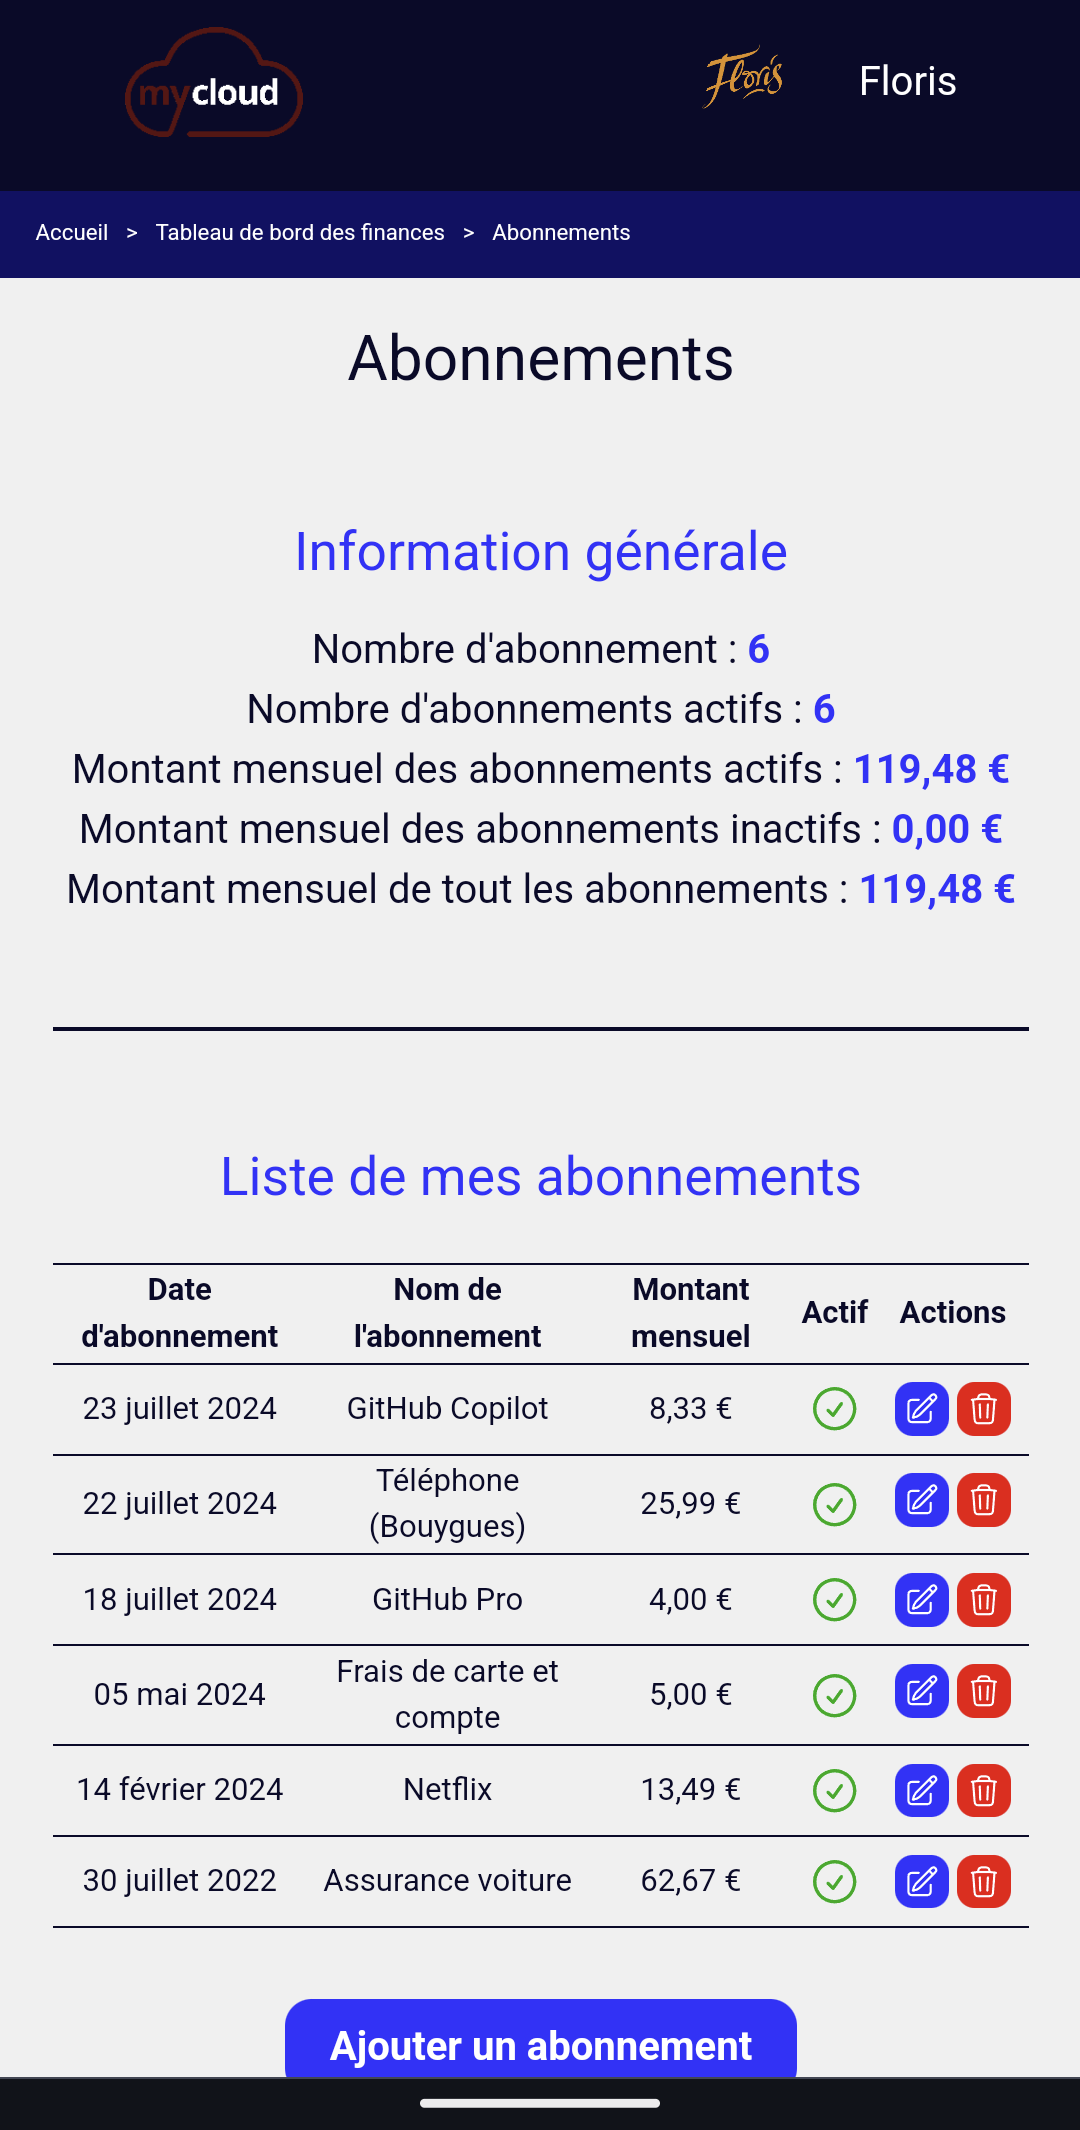 mycloud
Floris
Floris
Accueil > Tableau de bord des finances > Abonnements
Abonnements
Information générale
Nombre d'abonnement : 6
Nombre d'abonnements actifs : 6
Montant mensuel des abonnements actifs : 119,48 €
Montant mensuel des abonnements inactifs : 0,00 €
Montant mensuel de tout les abonnements : 119,48 €
Liste de mes abonnements
Date d'abonnement Nom de l'abonnement Montant mensuel Actif Actions
23 juillet 2024 GitHub Copilot 8,33 €
22 juillet 2024 Téléphone (Bouygues) 25,99 €
18 juillet 2024 GitHub Pro 4,00 €
05 mai 2024 Frais de carte et compte 5,00 €
14 février 2024 Netflix 13,49 €
30 juillet 2022 Assurance voiture 62,67 €
Ajouter un abonnement